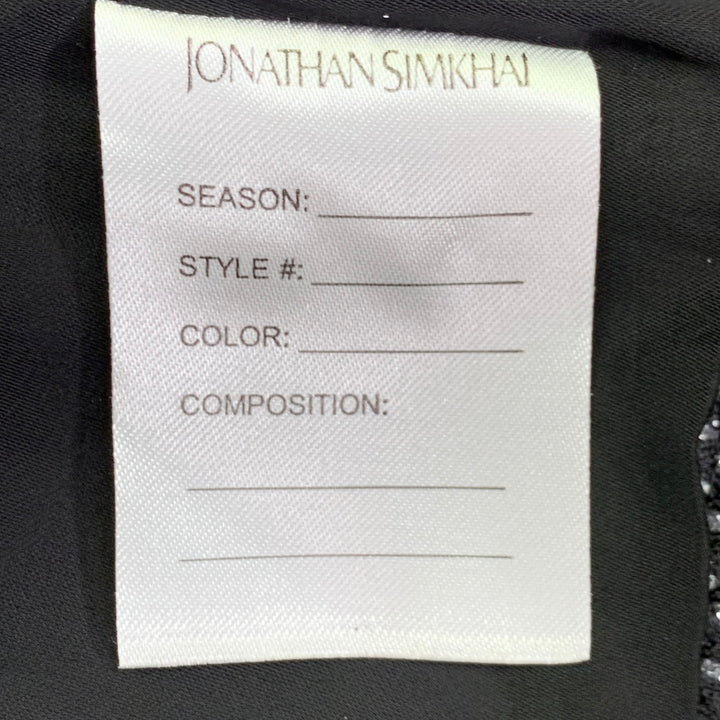 JONATHAN SIMKHAI
SEASON:
STYLE #:
COLOR:
COMPOSITION: